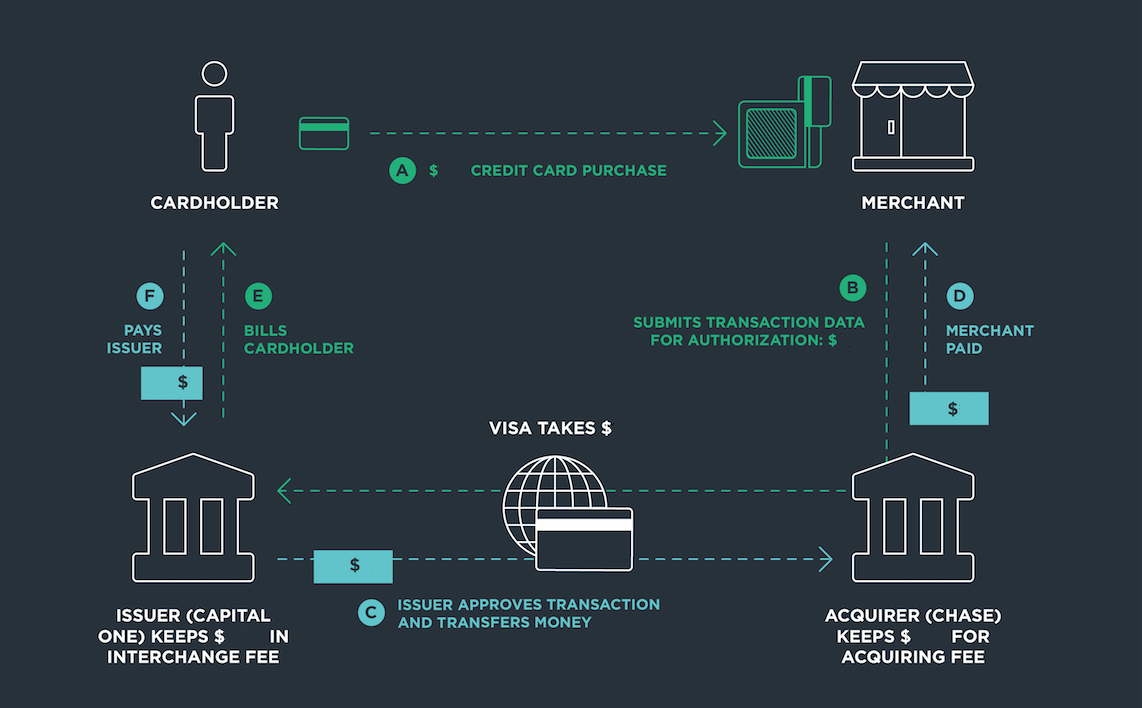 A $ CREDIT CARD PURCHASE
CARDHOLDER
MERCHANT
F
PAYS
ISSUER
$
E
BILLS
CARDHOLDER
B
SUBMITS TRANSACTION DATA
FOR AUTHORIZATION: $
D
MERCHANT
PAID
$
VISA TAKES $
$
C
ISSUER APPROVES TRANSACTION
AND TRANSFERS MONEY
ISSUER (CAPITAL
ONE) KEEPS $ IN
INTERCHANGE FEE
ACQUIRER (CHASE)
KEEPS $ FOR
ACQUIRING FEE